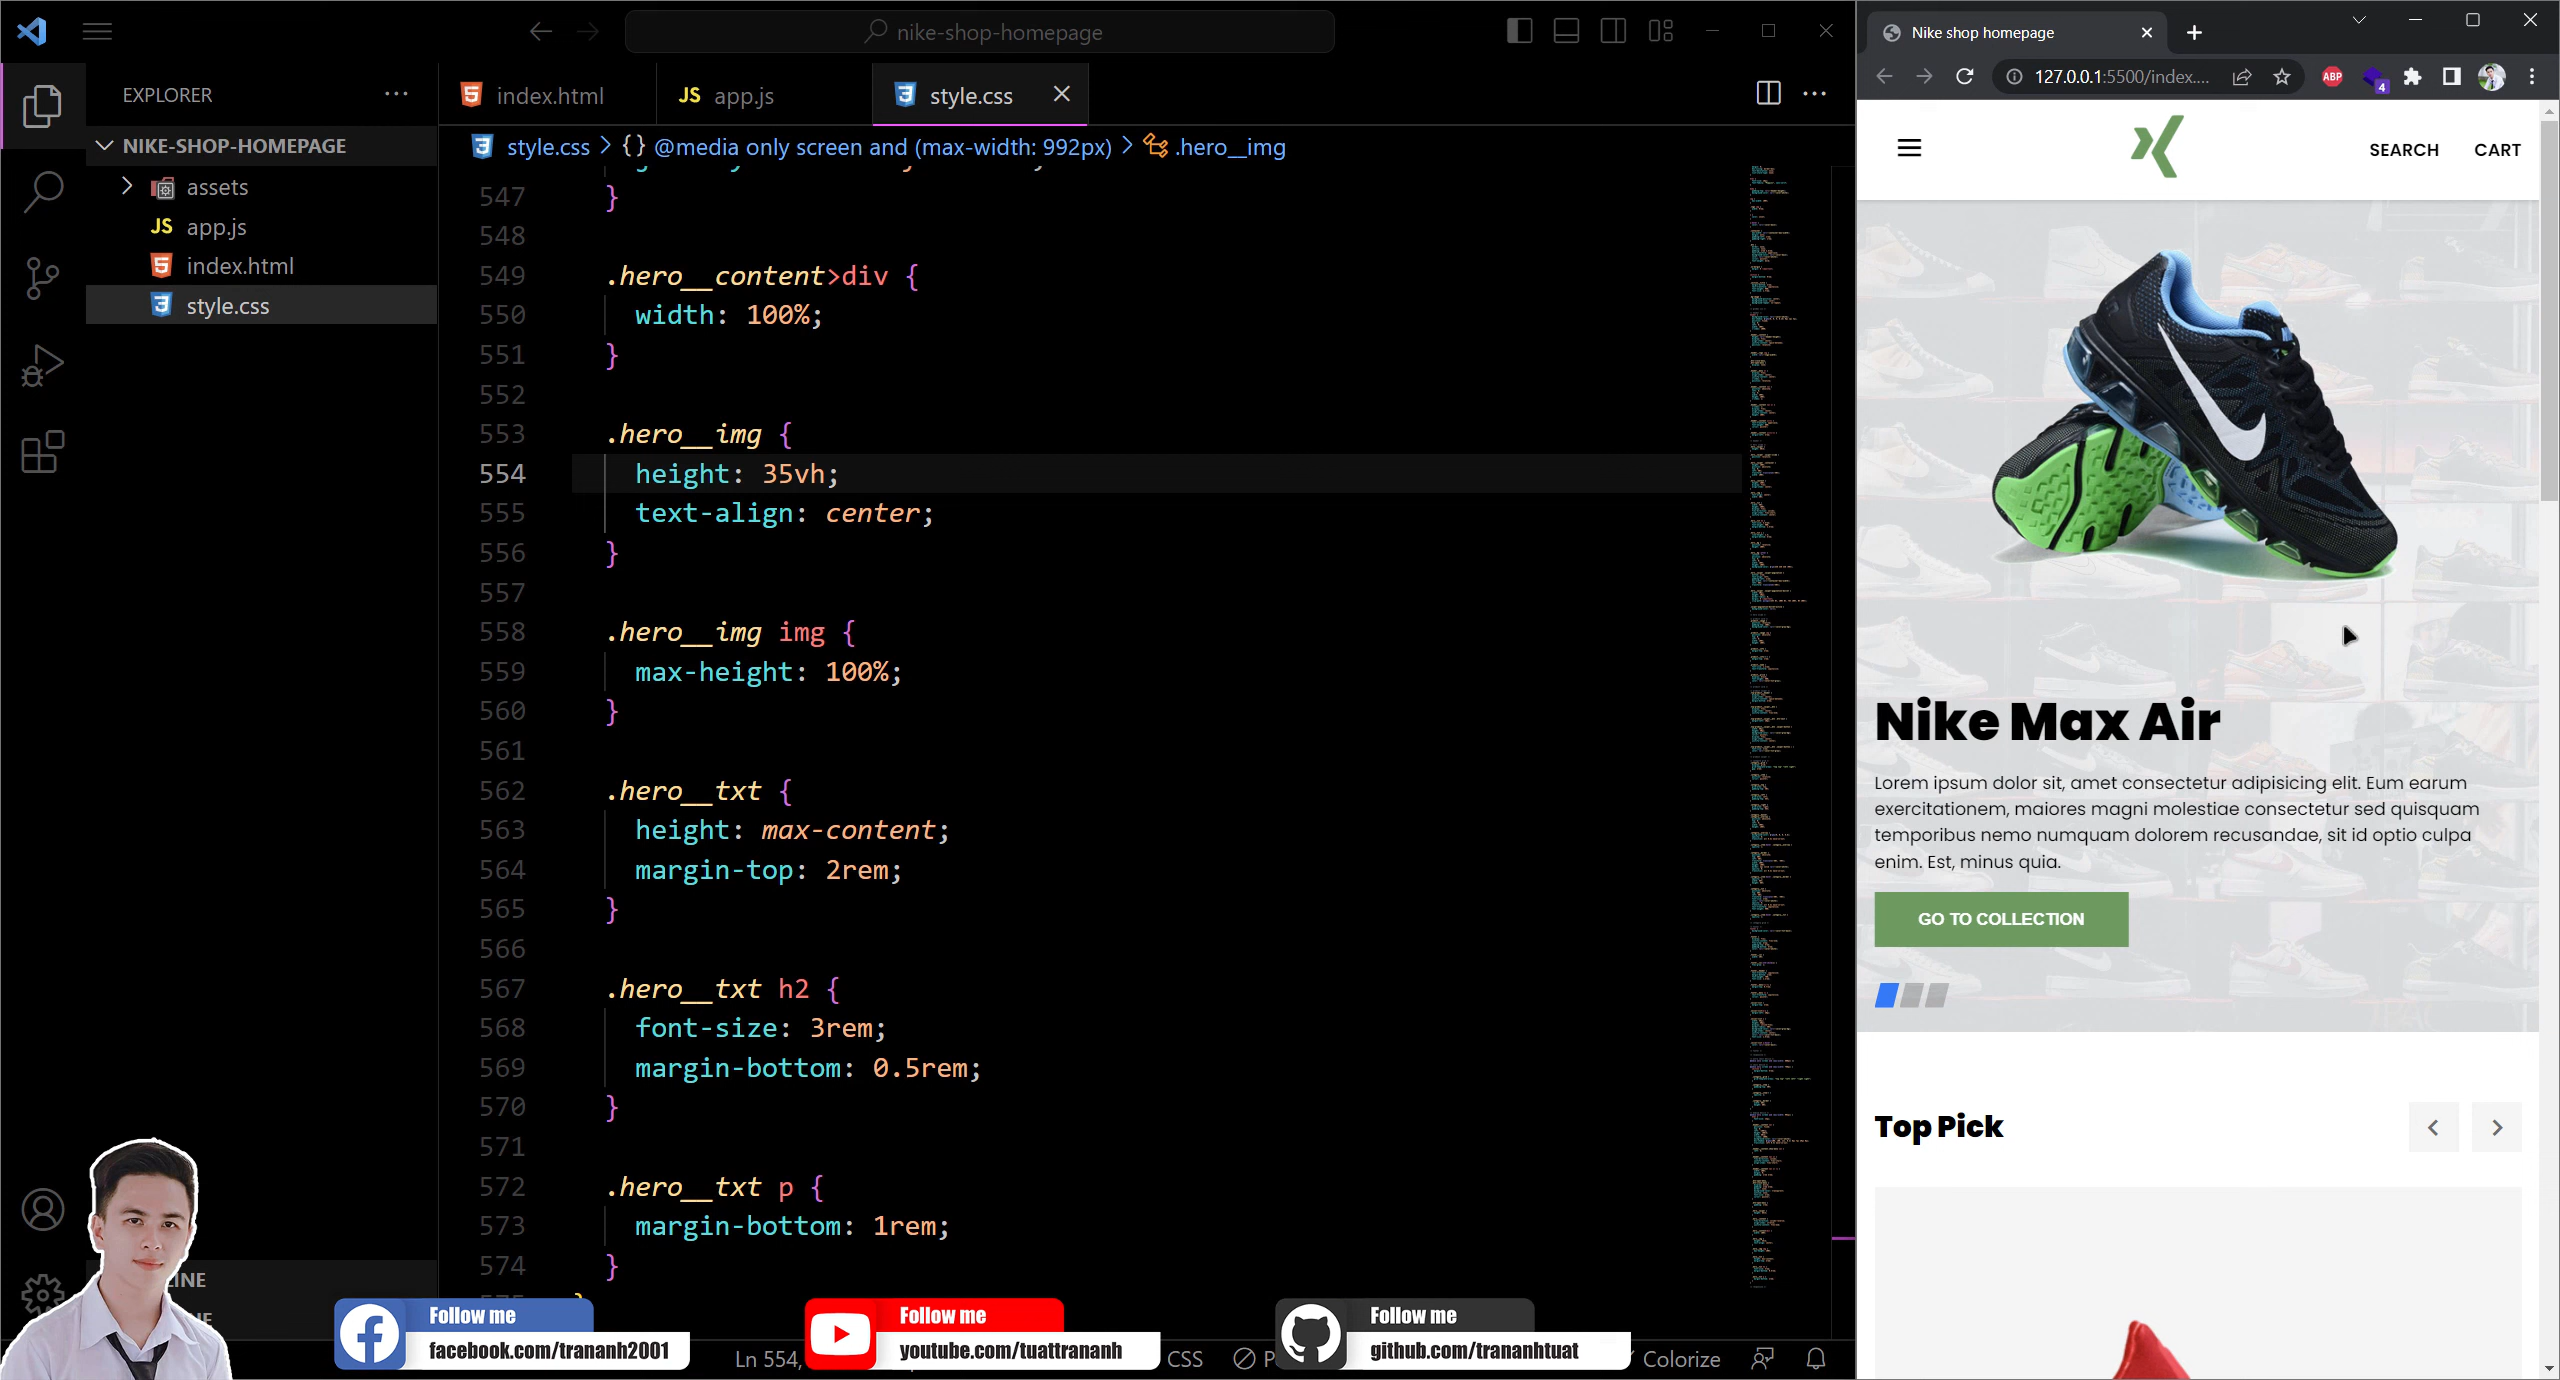 nike-shop-homepage
EXPLORER
NIKE-SHOP-HOMEPAGE
assets
JS app.js
index.html
style.css
index.html
JS app.js
style.css
style.css > {} @media only screen and (max-width: 992px) > .hero__img
547 }
548
549 .hero__content>div {
550 width: 100%;
551 }
552
553 .hero__img {
554 height: 35vh;
555 text-align: center;
556 }
557
558 .hero__img img {
559 max-height: 100%;
560 }
561
562 .hero__txt {
563 height: max-content;
564 margin-top: 2rem;
565 }
566
567 .hero__txt h2 {
568 font-size: 3rem;
569 margin-bottom: 0.5rem;
570 }
571
572 .hero__txt p {
573 margin-bottom: 1rem;
574 }
Follow me
facebook.com/trananh2001
Follow me
youtube.com/tuattrananh
Follow me
github.com/trananhtuat
Ln 554,
CSS
Colorize
Nike shop homepage
127.0.0.1:5500/index....
ABP
4
SEARCH
CART
Nike Max Air
Lorem ipsum dolor sit, amet consectetur adipisicing elit. Eum earum
exercitationem, maiores magni molestiae consectetur sed quisquam
temporibus nemo numquam dolorem recusandae, sit id optio culpa
enim. Est, minus quia.
GO TO COLLECTION
Top Pick